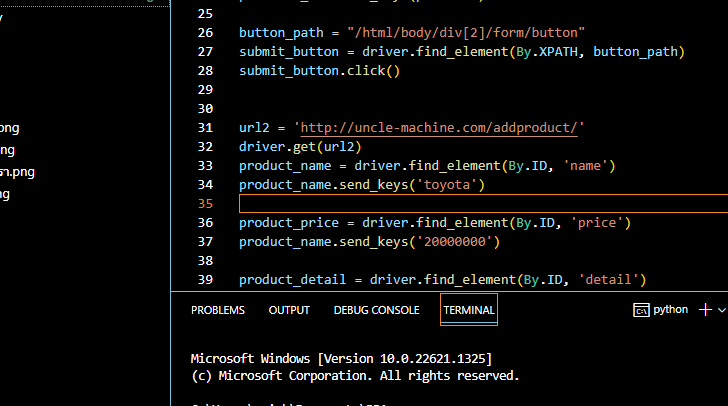 25
26 button_path = "/html/body/div[2]/form/button"
27 submit_button = driver.find_element(By.XPATH, button_path)
28 submit_button.click()
29
30
31 url2 = 'http://uncle-machine.com/addproduct/'
32 driver.get(url2)
.png 33 product_name = driver.find_element(By.ID, 'name')
ng 34 product_name.send_keys('toyota')
รา.png 35
ng 36 product_price = driver.find_element(By.ID, 'price')
37 product_name.send_keys('20000000')
38
39 product_detail = driver.find_element(By.ID, 'detail')
PROBLEMS OUTPUT DEBUG CONSOLE TERMINAL python
Microsoft Windows [Version 10.0.22621.1325]
(c) Microsoft Corporation. All rights reserved.